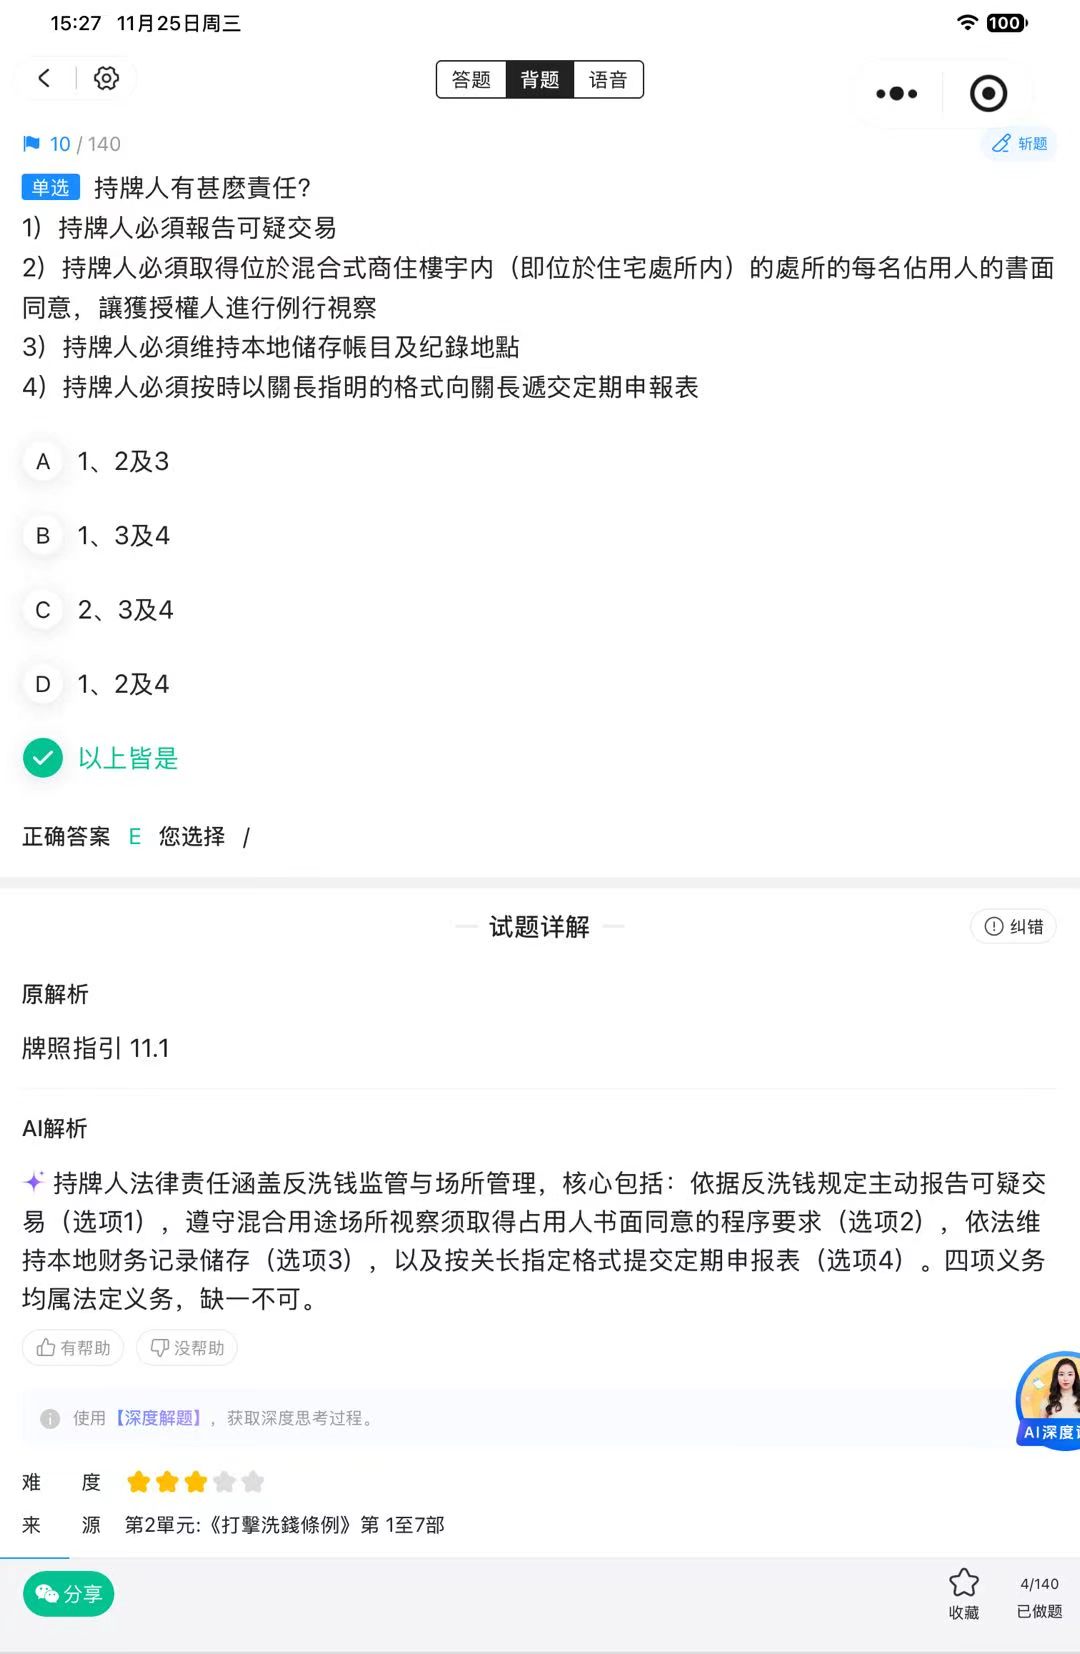 15:27 11月25日周三
100
答题 背题 语音
10 / 140
斩题
单选 持牌人有甚麽責任?
1）持牌人必須報告可疑交易
2）持牌人必須取得位於混合式商住樓宇内（即位於住宅處所内）的處所的每名佔用人的書面
同意，讓獲授權人進行例行視察
3）持牌人必須维持本地储存帳目及纪錄地點
4）持牌人必須按時以關長指明的格式向關長遞交定期申報表
A 1、2及3
B 1、3及4
C 2、3及4
D 1、2及4
以上皆是
正确答案 E 您选择 /
试题详解
纠错
原解析
牌照指引 11.1
AI解析
持牌人法律责任涵盖反洗钱监管与场所管理，核心包括：依据反洗钱规定主动报告可疑交
易（选项1），遵守混合用途场所视察须取得占用人书面同意的程序要求（选项2），依法维
持本地财务记录储存（选项3），以及按关长指定格式提交定期申报表（选项4）。四项义务
均属法定义务，缺一不可。
有帮助 没帮助
使用【深度解题】，获取深度思考过程。
AI深度
难 度
来 源 第2單元:《打擊洗錢條例》第 1至7部
分享
收藏
4/140
已做题